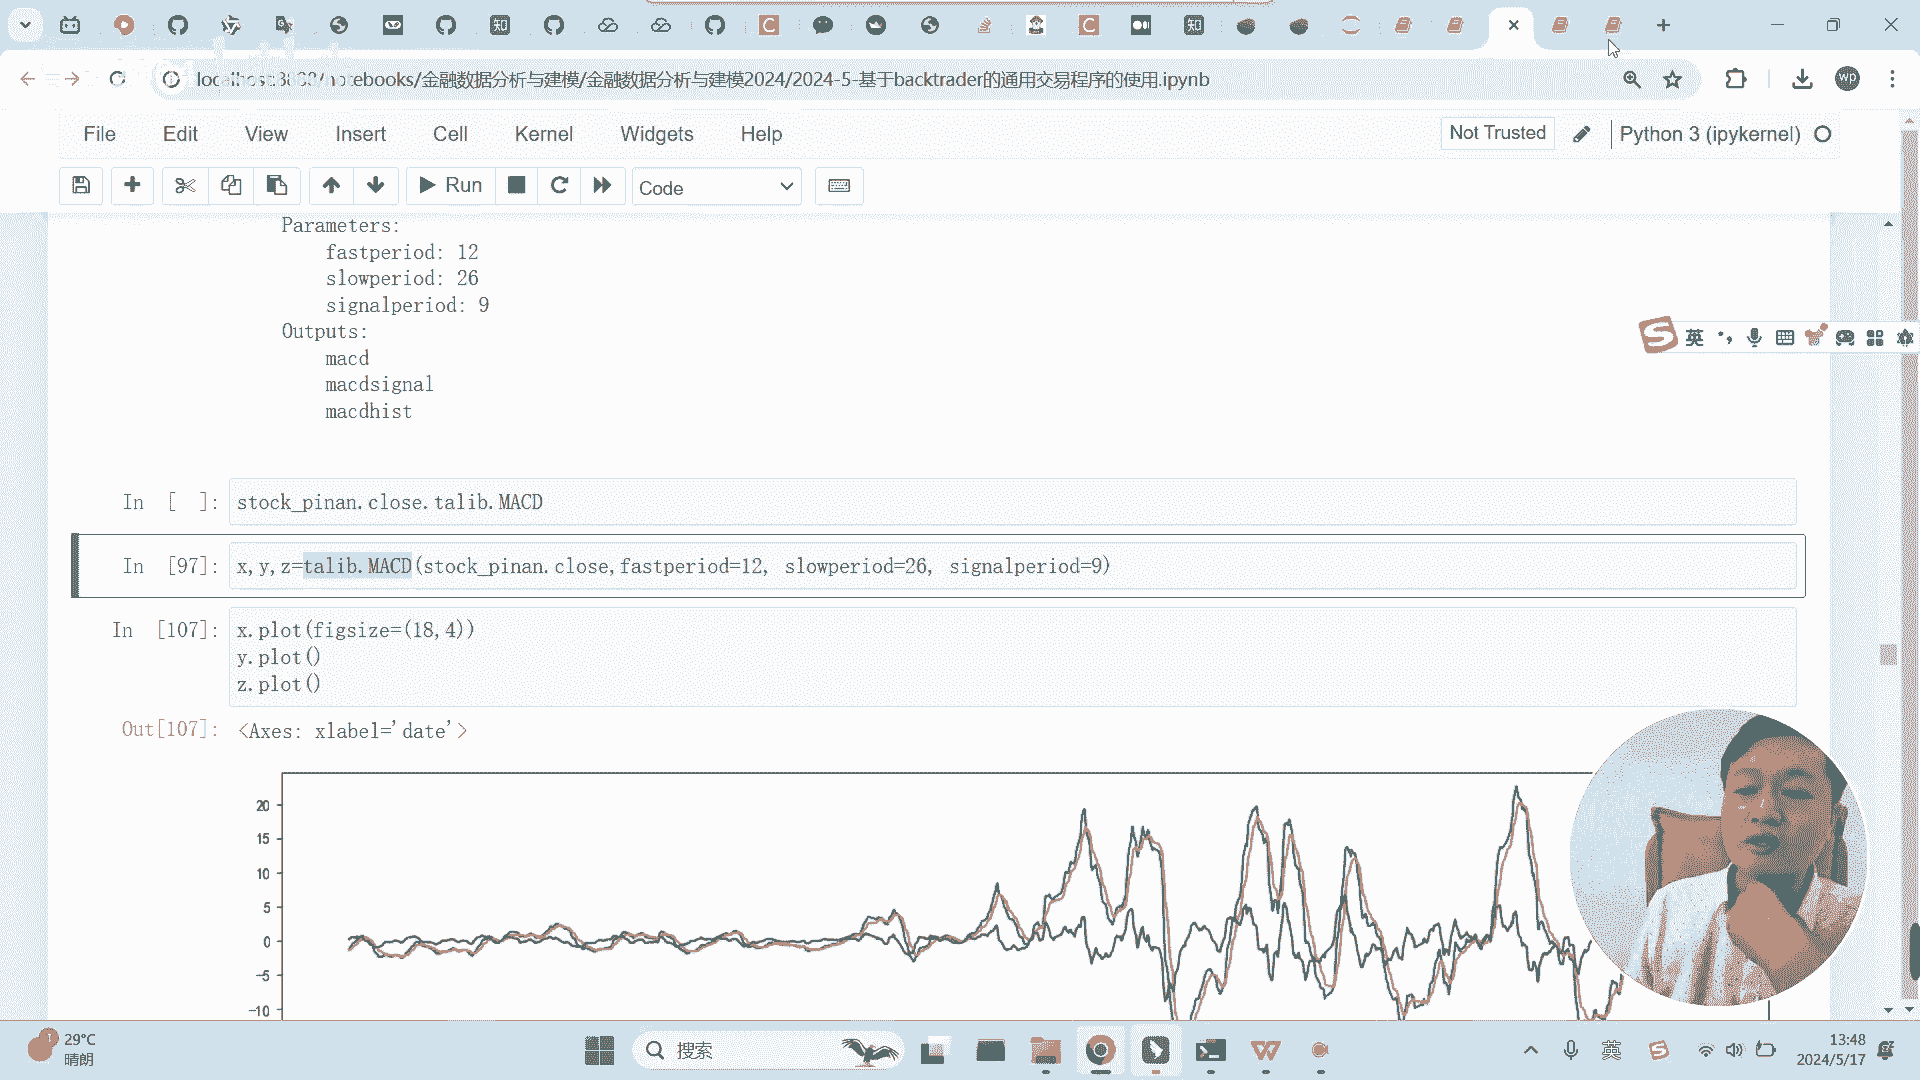 localhost:8888/notebooks/金融数据分析与建模/金融数据分析与建模2024/2024-5-基于backtrader的通用交易程序的使用.ipynb
wp
File Edit View Insert Cell Kernel Widgets Help
Not Trusted
Python 3 (ipykernel)
Run
Code
Parameters:
fastperiod: 12
slowperiod: 26
signalperiod: 9
Outputs:
macd
macdsignal
macdhist
英
In [ ]: stock_pinan.close.talib.MACD
In [97]: x,y,z=talib.MACD(stock_pinan.close,fastperiod=12, slowperiod=26, signalperiod=9)
In [107]: x.plot(figsize=(18,4))
y.plot()
z.plot()
Out[107]: <Axes: xlabel='date'>
20
15
10
5
0
-5
-10
29°C
晴朗
搜索
英
13:48
2024/5/17